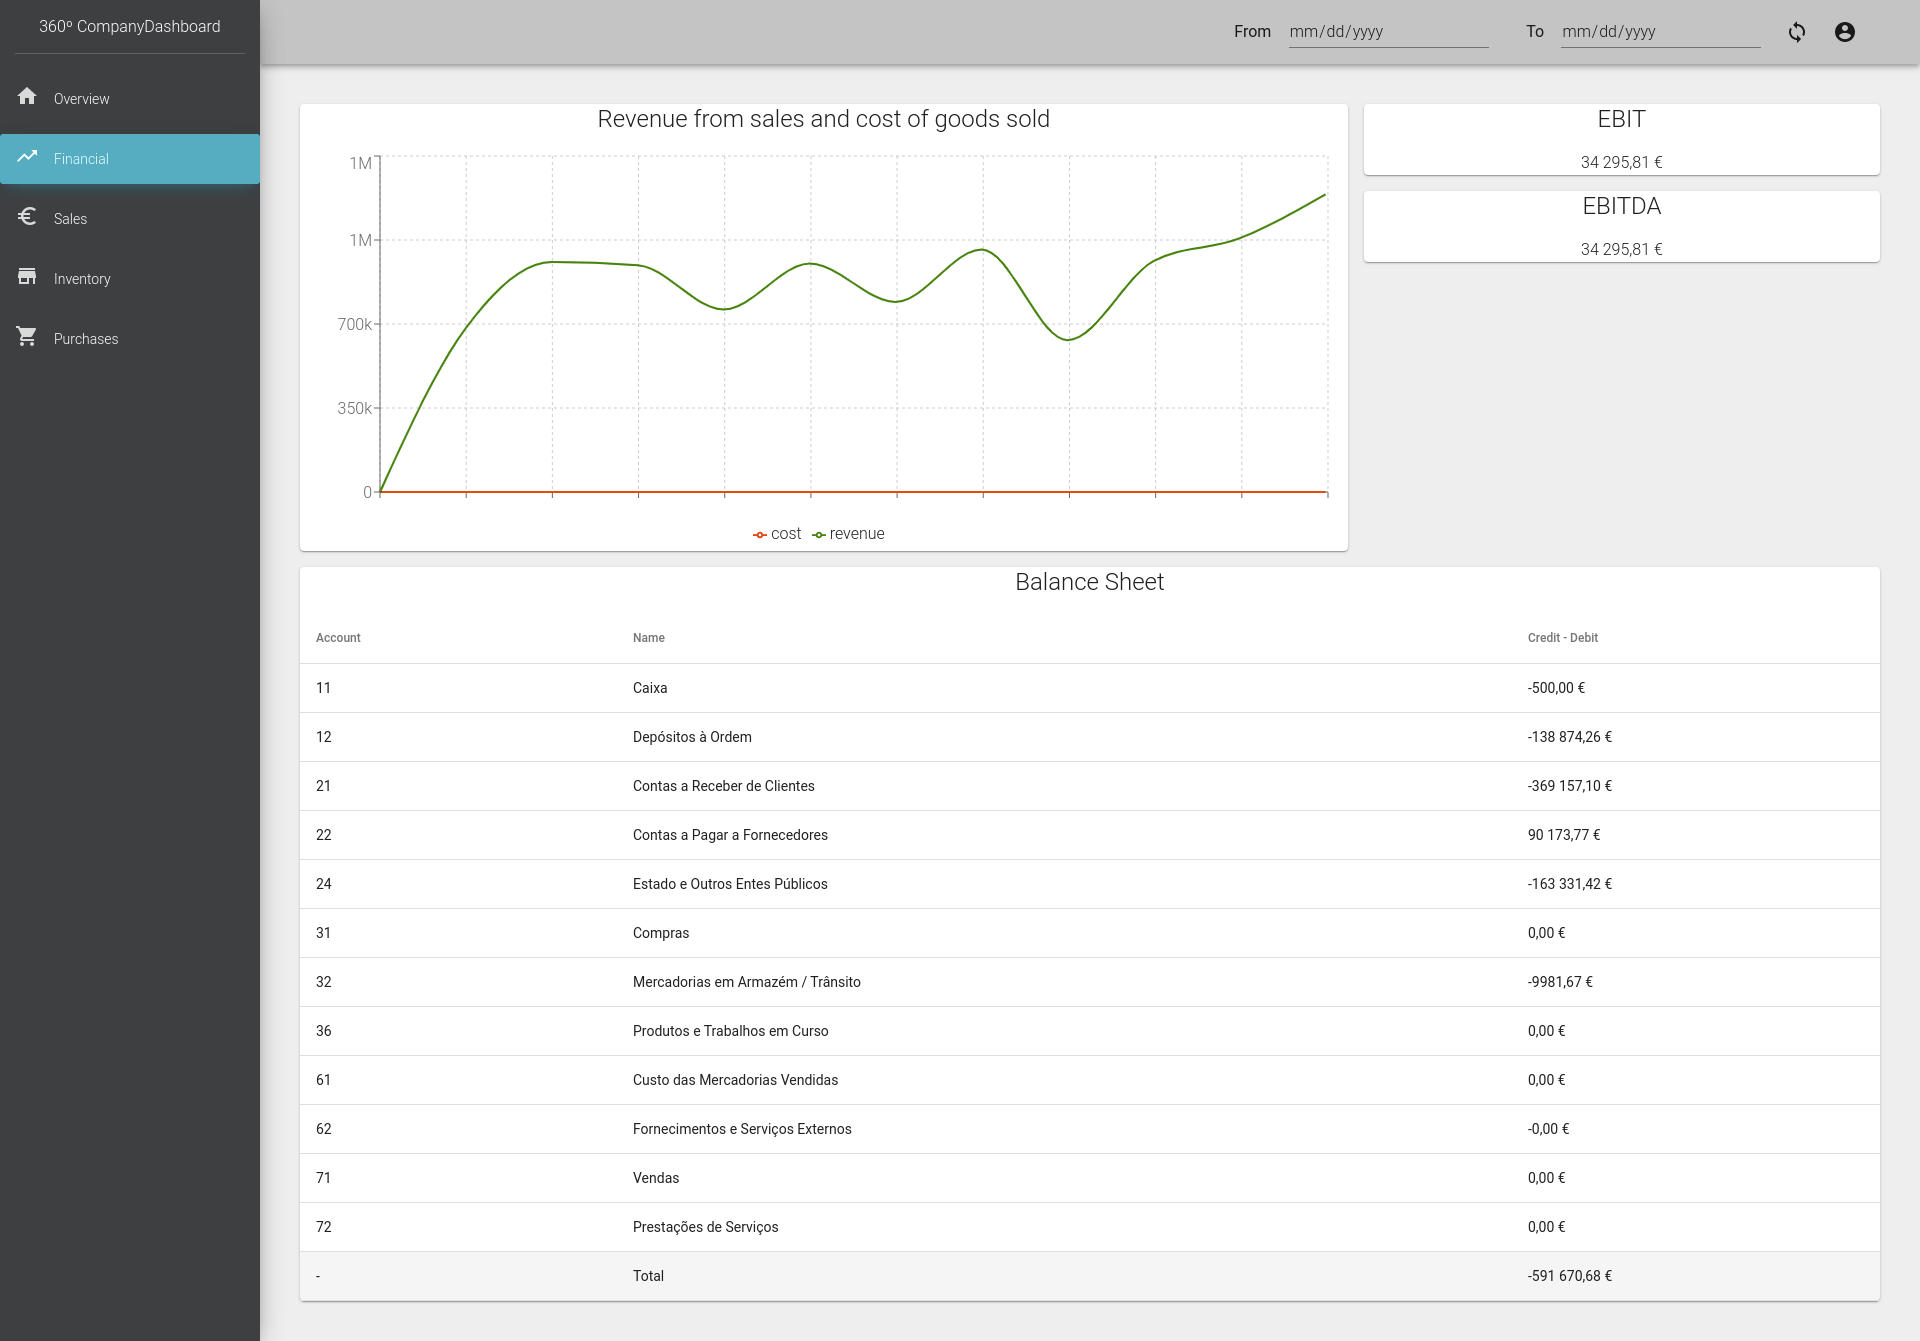 360º CompanyDashboard
Overview
Financial
Sales
Inventory
Purchases
From mm/dd/yyyy To mm/dd/yyyy
Revenue from sales and cost of goods sold
1M
1M
700k
350k
0
cost revenue
EBIT
34 295,81 €
EBITDA
34 295,81 €
Balance Sheet
Account Name Credit - Debit
11 Caixa -500,00 €
12 Depósitos à Ordem -138 874,26 €
21 Contas a Receber de Clientes -369 157,10 €
22 Contas a Pagar a Fornecedores 90 173,77 €
24 Estado e Outros Entes Públicos -163 331,42 €
31 Compras 0,00 €
32 Mercadorias em Armazém / Trânsito -9981,67 €
36 Produtos e Trabalhos em Curso 0,00 €
61 Custo das Mercadorias Vendidas 0,00 €
62 Fornecimentos e Serviços Externos -0,00 €
71 Vendas 0,00 €
72 Prestações de Serviços 0,00 €
- Total -591 670,68 €